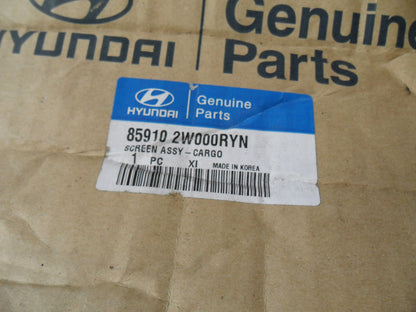 HYUNDAI
Genuine
Parts
HYUNDAI
Genuine
Parts
85910 2W000RYN
SCREEN ASSY-CARGO
1 PC XI MADE IN KOREA